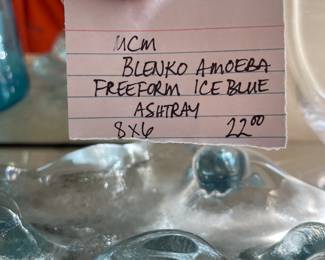 MCM
BLENKO AMOEBA
FREEFORM ICE BLUE
ASHTRAY
8x6 22.00